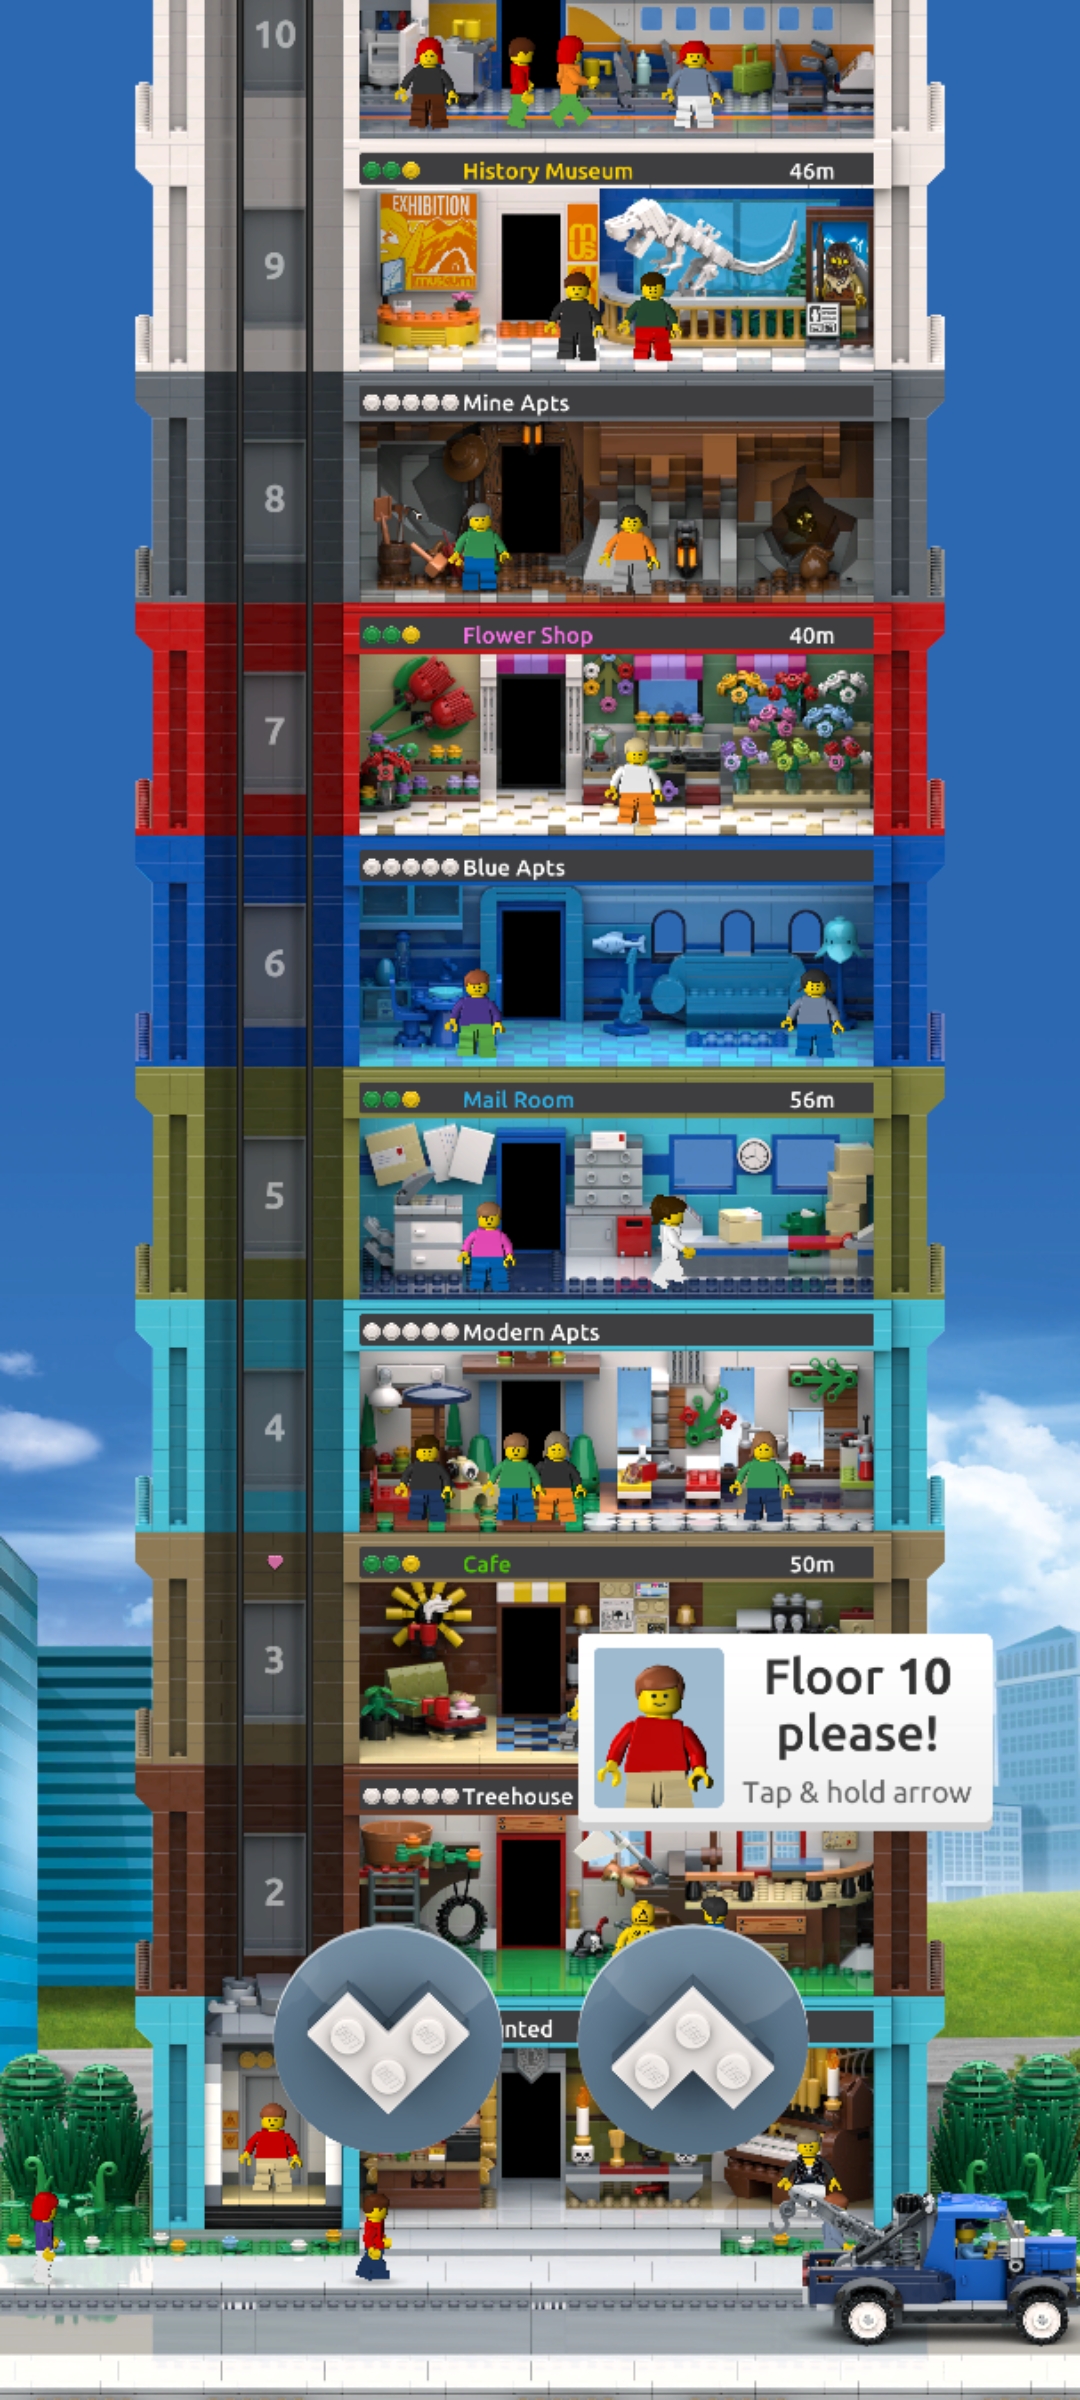 10
History Museum 46m
EXHIBITION
museum
9
Mine Apts
8
Flower Shop 40m
7
Blue Apts
6
Mail Room 56m
5
Modern Apts
4
Cafe 50m
3
Floor 10
please!
Tap & hold arrow
Treehouse
2
nted